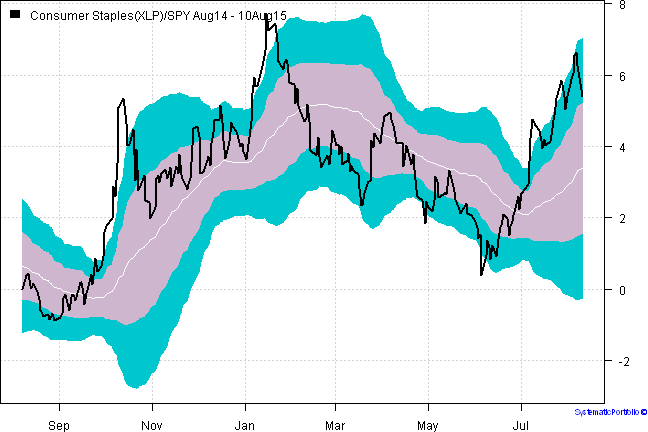 Consumer Staples(XLP)/SPY Aug14 - 10Aug15
8
6
4
2
0
-2
Sep Nov Jan Mar May Jul
SystematicPortfolio ©